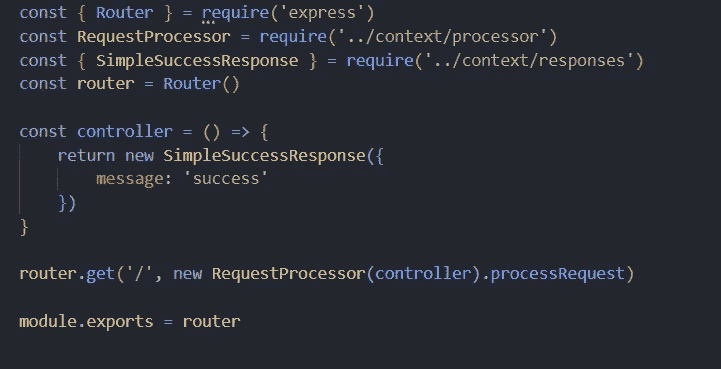 const { Router } = require('express')
const RequestProcessor = require('../context/processor')
const { SimpleSuccessResponse } = require('../context/responses')
const router = Router()

const controller = () => {
    return new SimpleSuccessResponse({
        message: 'success'
    })
}

router.get('/', new RequestProcessor(controller).processRequest)

module.exports = router